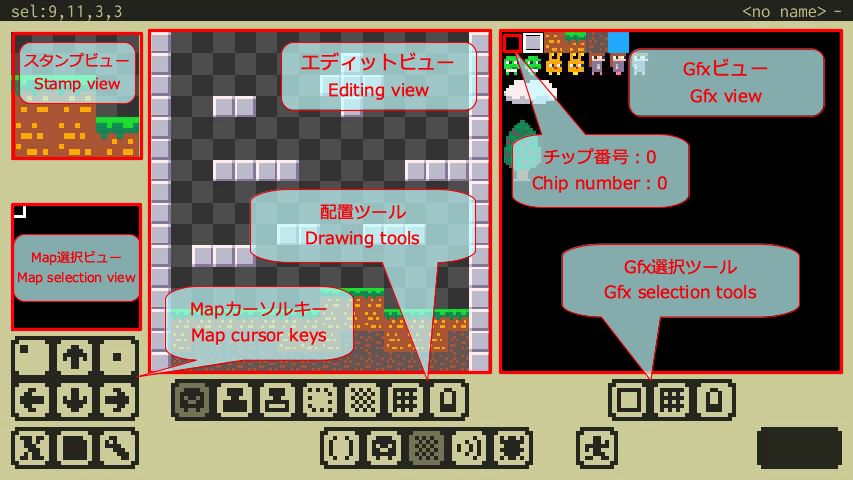 sel:9,11,3,3
<no name> -
スタンプビュー
Stamp view
エディットビュー
Editing view
Gfxビュー
Gfx view
チップ番号：0
Chip number：0
配置ツール
Drawing tools
Map選択ビュー
Map selection view
Gfx選択ツール
Gfx selection tools
Mapカーソルキー
Map cursor keys